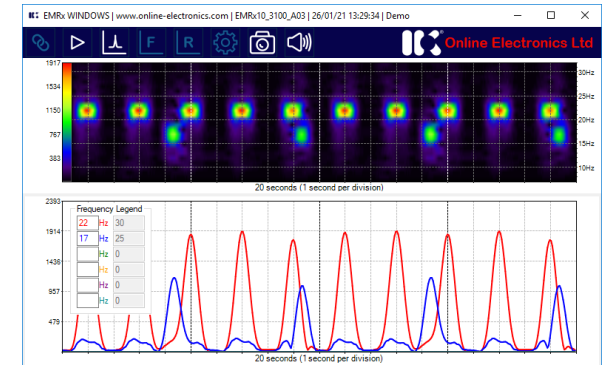 EMRx WINDOWS | www.online-electronics.com | EMRx10_3100_A03 | 26/01/21 13:29:34 | Demo
F R Online Electronics Ltd
1917
1534
1150
767
383
30Hz
25Hz
20Hz
15Hz
10Hz
20 seconds (1 second per division)
2393
1914
1436
957
479
Frequency Legend
22 Hz 30
17 Hz 25
Hz 0
Hz 0
Hz 0
Hz 0
20 seconds (1 second per division)